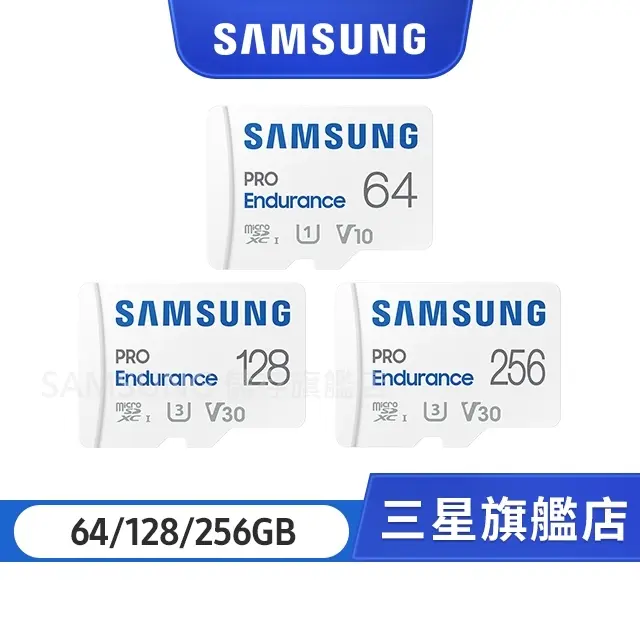 SAMSUNG
SAMSUNG
PRO
Endurance 64
micro SD XC I U1 V10
SAMSUNG
PRO
Endurance 128
micro SD XC I U3 V30
SAMSUNG
PRO
Endurance 256
micro SD XC I U3 V30
64/128/256GB
三星旗艦店